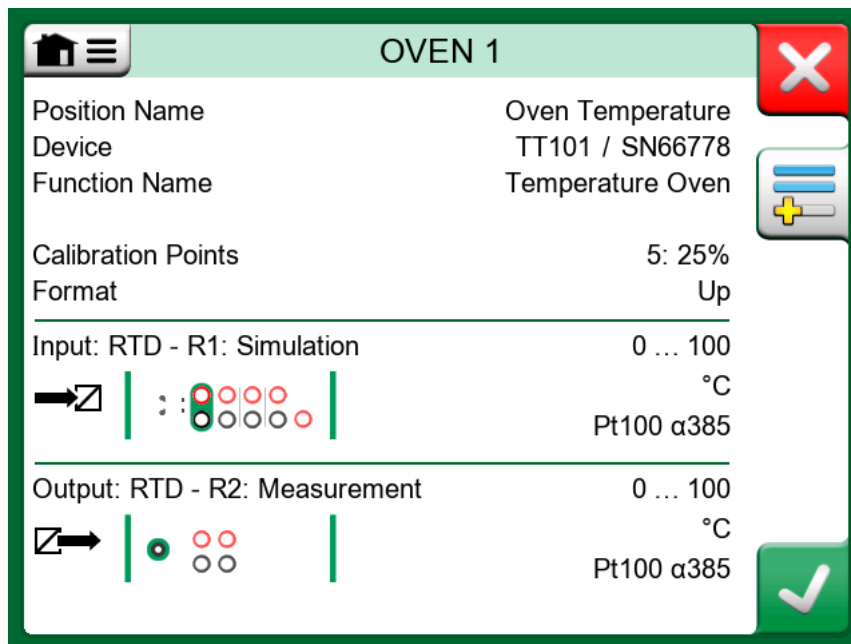 OVEN 1
Position Name Oven Temperature
Device TT101 / SN66778
Function Name Temperature Oven
Calibration Points 5: 25%
Format Up
Input: RTD - R1: Simulation 0 … 100
°C
Pt100 α385
Output: RTD - R2: Measurement 0 … 100
°C
Pt100 α385